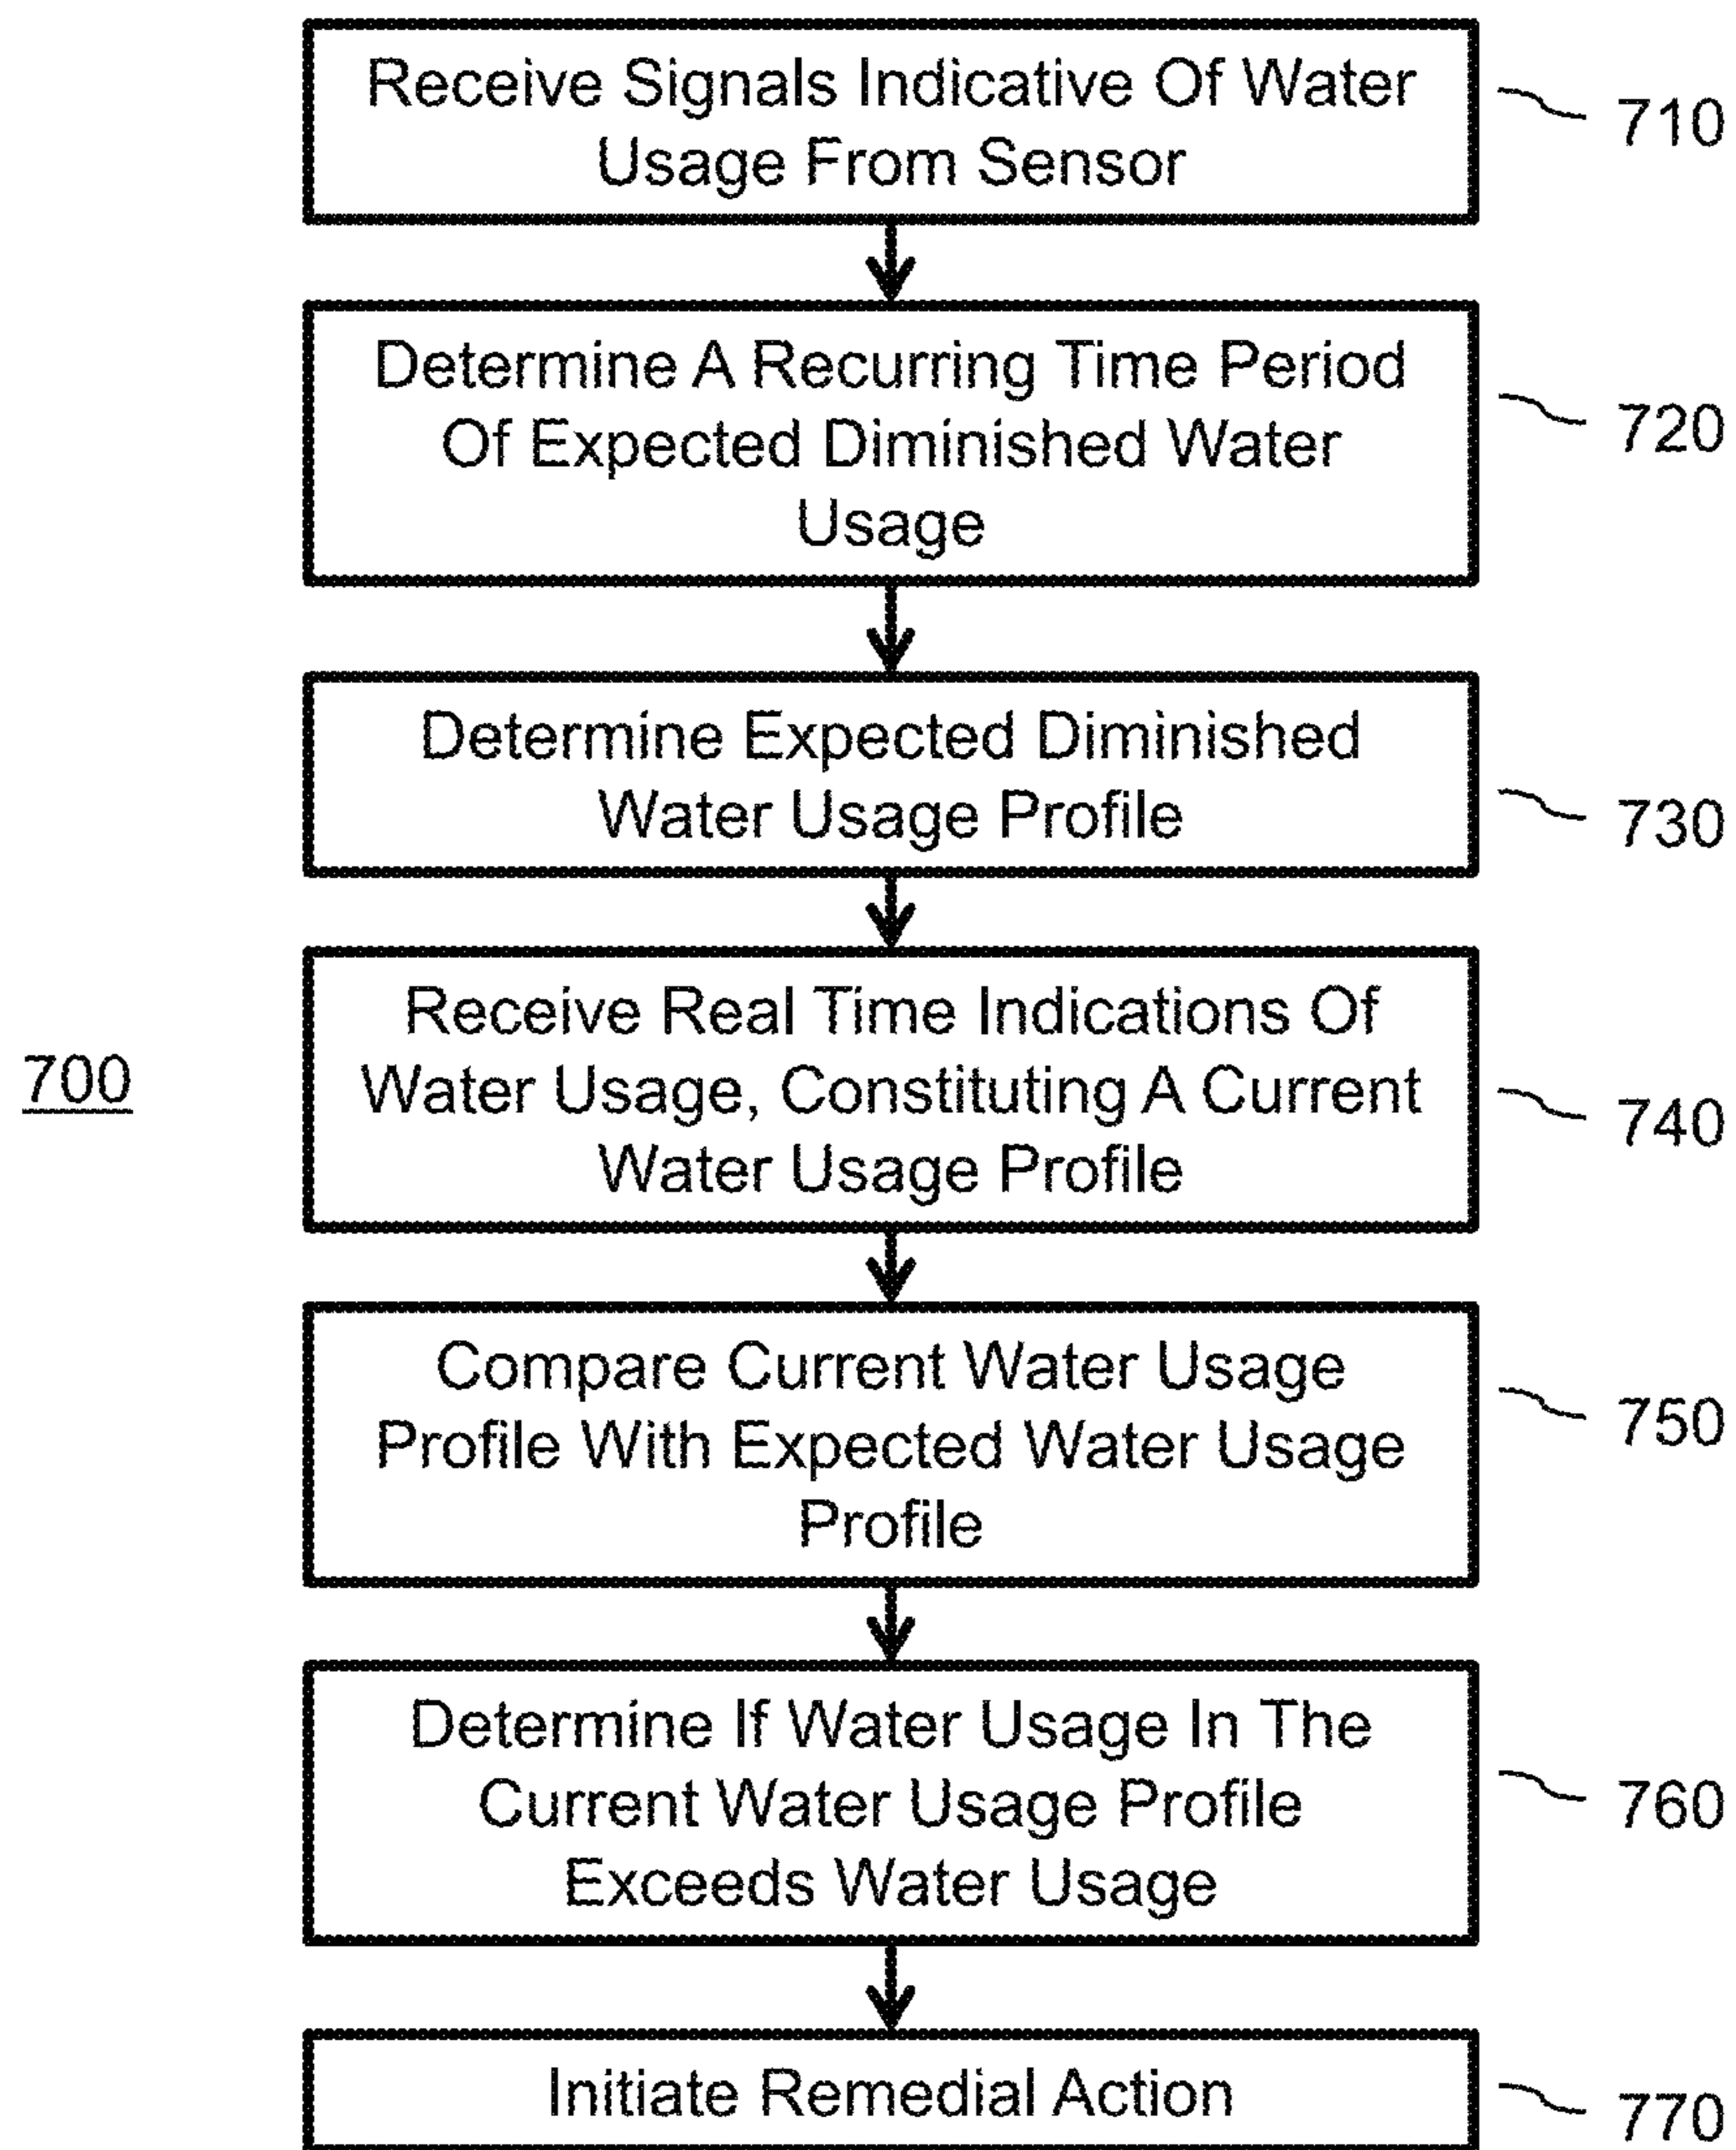 Receive Signals Indicative Of Water
Usage From Sensor
710
Determine A Recurring Time Period
Of Expected Diminished Water
Usage
720
Determine Expected Diminished
Water Usage Profile
730
700
Receive Real Time Indications Of
Water Usage, Constituting A Current
Water Usage Profile
740
Compare Current Water Usage
Profile With Expected Water Usage
Profile
750
Determine If Water Usage In The
Current Water Usage Profile
Exceeds Water Usage
760
Initiate Remedial Action
770